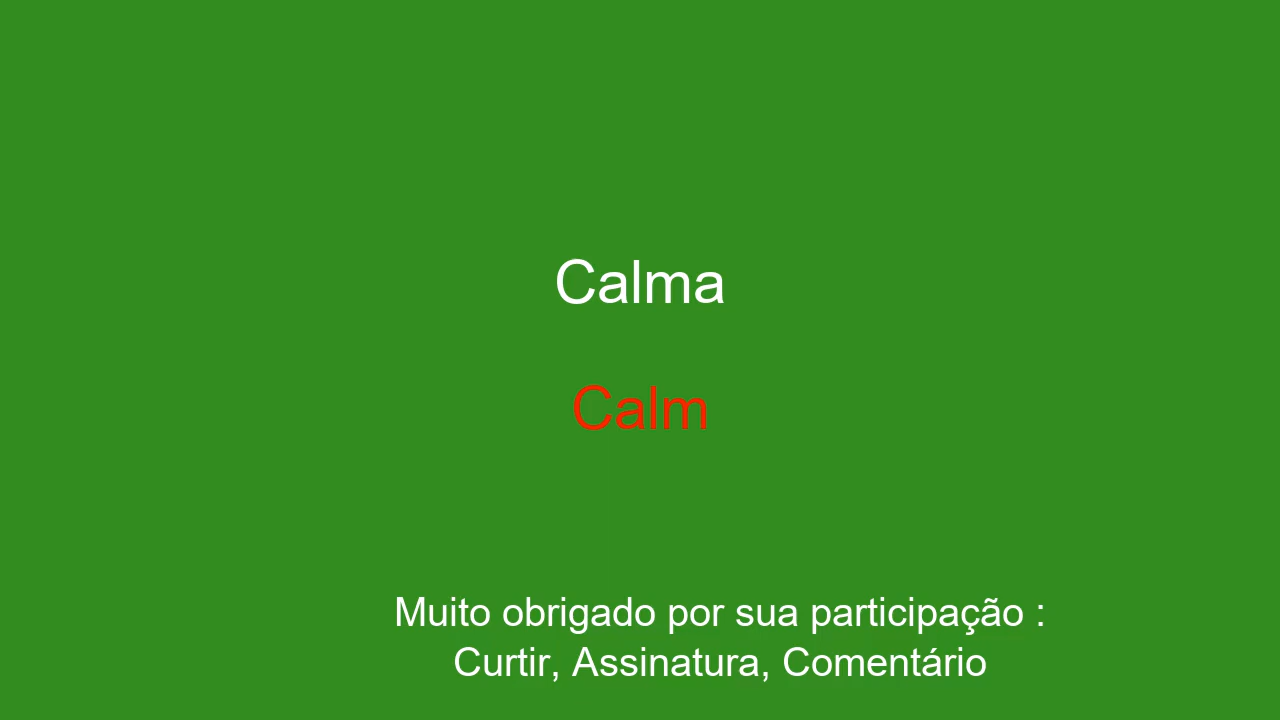 Calma
Calm
Muito obrigado por sua participação :
Curtir, Assinatura, Comentário